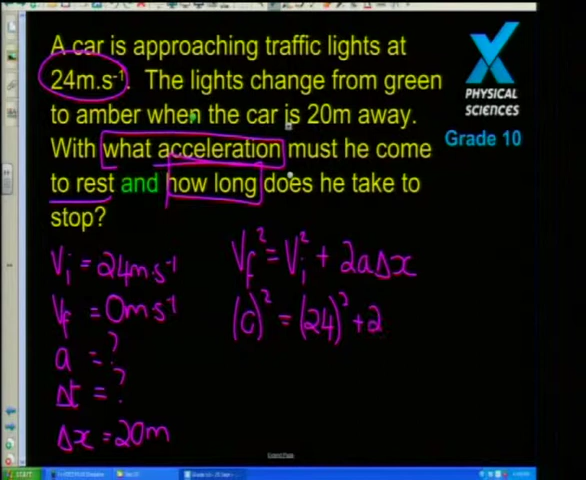 A car is approaching traffic lights at
24m.s⁻¹. The lights change from green
to amber when the car is 20m away.
With what acceleration must he come
to rest and how long does he take to
stop?
X
PHYSICAL
SCIENCES
Grade 10
Vi = 24m.s⁻¹
Vf = 0m.s⁻¹
a = ?
Δt = ?
Δx = 20m
Vf² = Vi² + 2aΔx
(0)² = (24)² + 2